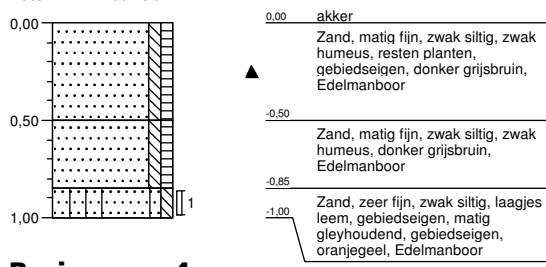 0,00
0,50
1,00
1
0,00 akker
Zand, matig fijn, zwak siltig, zwak
humeus, resten planten,
gebiedseigen, donker grijsbruin,
Edelmanboor
-0,50
Zand, matig fijn, zwak siltig, zwak
humeus, donker grijsbruin,
Edelmanboor
-0,85
Zand, zeer fijn, zwak siltig, laagjes
leem, gebiedseigen, matig
gleyhoudend, gebiedseigen,
oranjegeel, Edelmanboor
-1,00